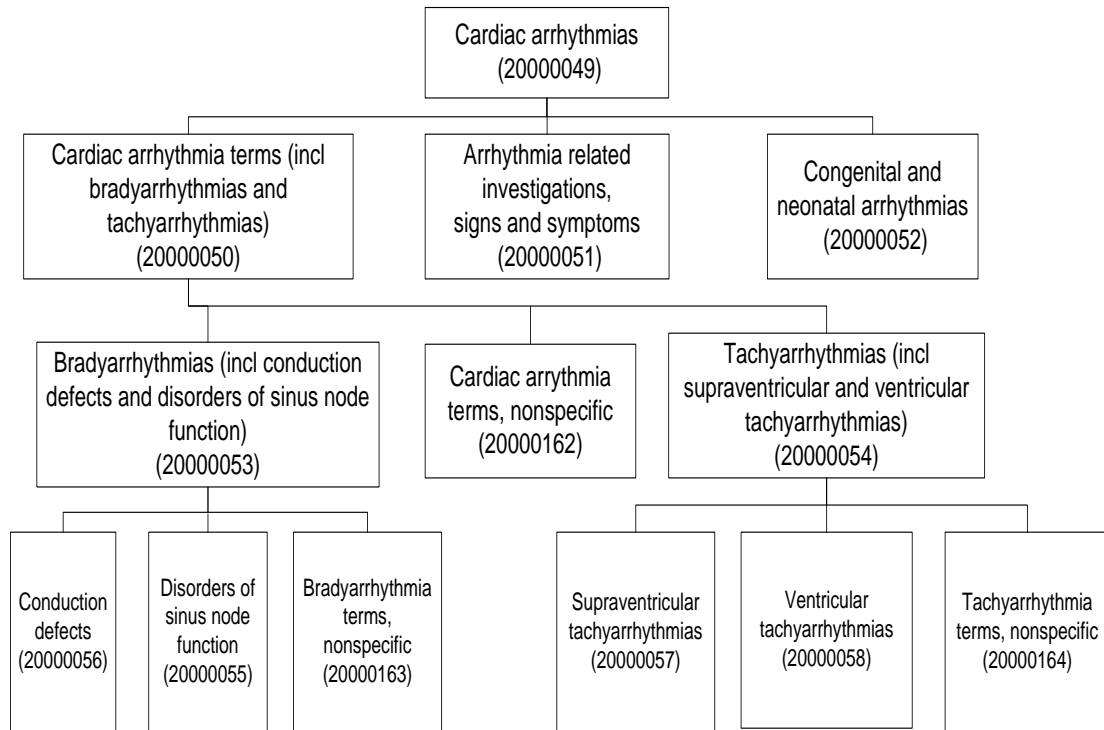 Cardiac arrhythmias
(20000049)
Cardiac arrhythmia terms (incl
bradyarrhythmias and
tachyarrhythmias)
(20000050)
Arrhythmia related
investigations,
signs and symptoms
(20000051)
Congenital and
neonatal arrhythmias
(20000052)
Bradyarrhythmias (incl conduction
defects and disorders of sinus node
function)
(20000053)
Cardiac arrythmia
terms, nonspecific
(20000162)
Tachyarrhythmias (incl
supraventricular and ventricular
tachyarrhythmias)
(20000054)
Conduction
defects
(20000056)
Disorders of
sinus node
function
(20000055)
Bradyarrhythmia
terms,
nonspecific
(20000163)
Supraventricular
tachyarrhythmias
(20000057)
Ventricular
tachyarrhythmias
(20000058)
Tachyarrhythmia
terms, nonspecific
(20000164)